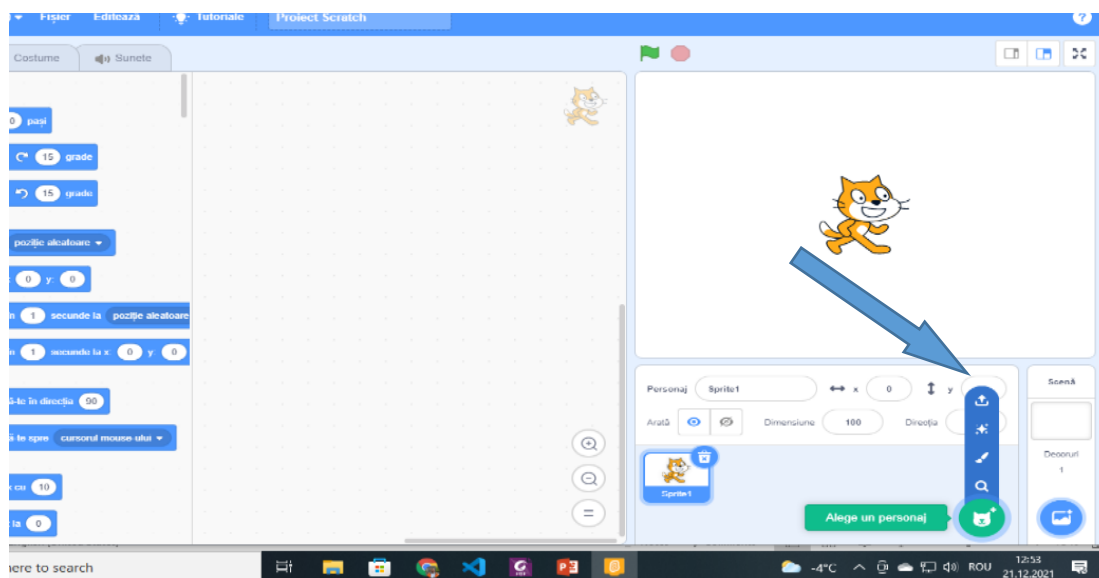 Fișier Editează Tutoriale Proiect Scratch ?
Costume Sunete
pași
15 grade
15 grade
poziție aleatoare
0 y: 0
1 secunde la poziție aleatoare
1 secunde la x: 0 y: 0
în direcția 90
spre cursorul mouse-ului
cu 10
la 0
Personaj Sprite1 x 0 y
Arată Dimensiune 100 Direcția
Sprite1
Alege un personaj
Scenă
Decoruri
1
to search
-4°C ROU 12:53
21.12.2021